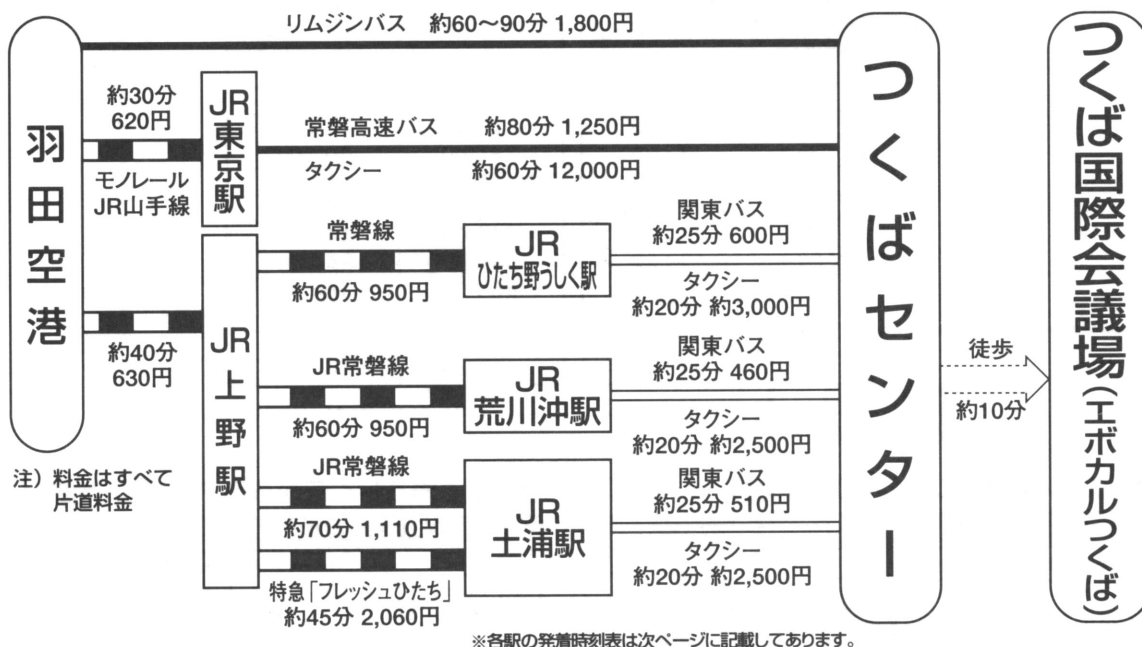 リムジンバス 約60〜90分 1,800円
羽田空港
約30分
620円
モノレール
JR山手線
JR東京駅
常磐高速バス 約80分 1,250円
タクシー 約60分 12,000円
約40分
630円
JR上野駅
常磐線
約60分 950円
JR
ひたち野うしく駅
関東バス
約25分 600円
タクシー
約20分 約3,000円
JR常磐線
約60分 950円
JR
荒川沖駅
関東バス
約25分 460円
タクシー
約20分 約2,500円
JR常磐線
約70分 1,110円
特急「フレッシュひたち」
約45分 2,060円
JR
土浦駅
関東バス
約25分 510円
タクシー
約20分 約2,500円
つくばセンター
徒歩
約10分
つくば国際会議場(エボカルつくば)
注)料金はすべて
片道料金
※各駅の発着時刻表は次ページに記載してあります。